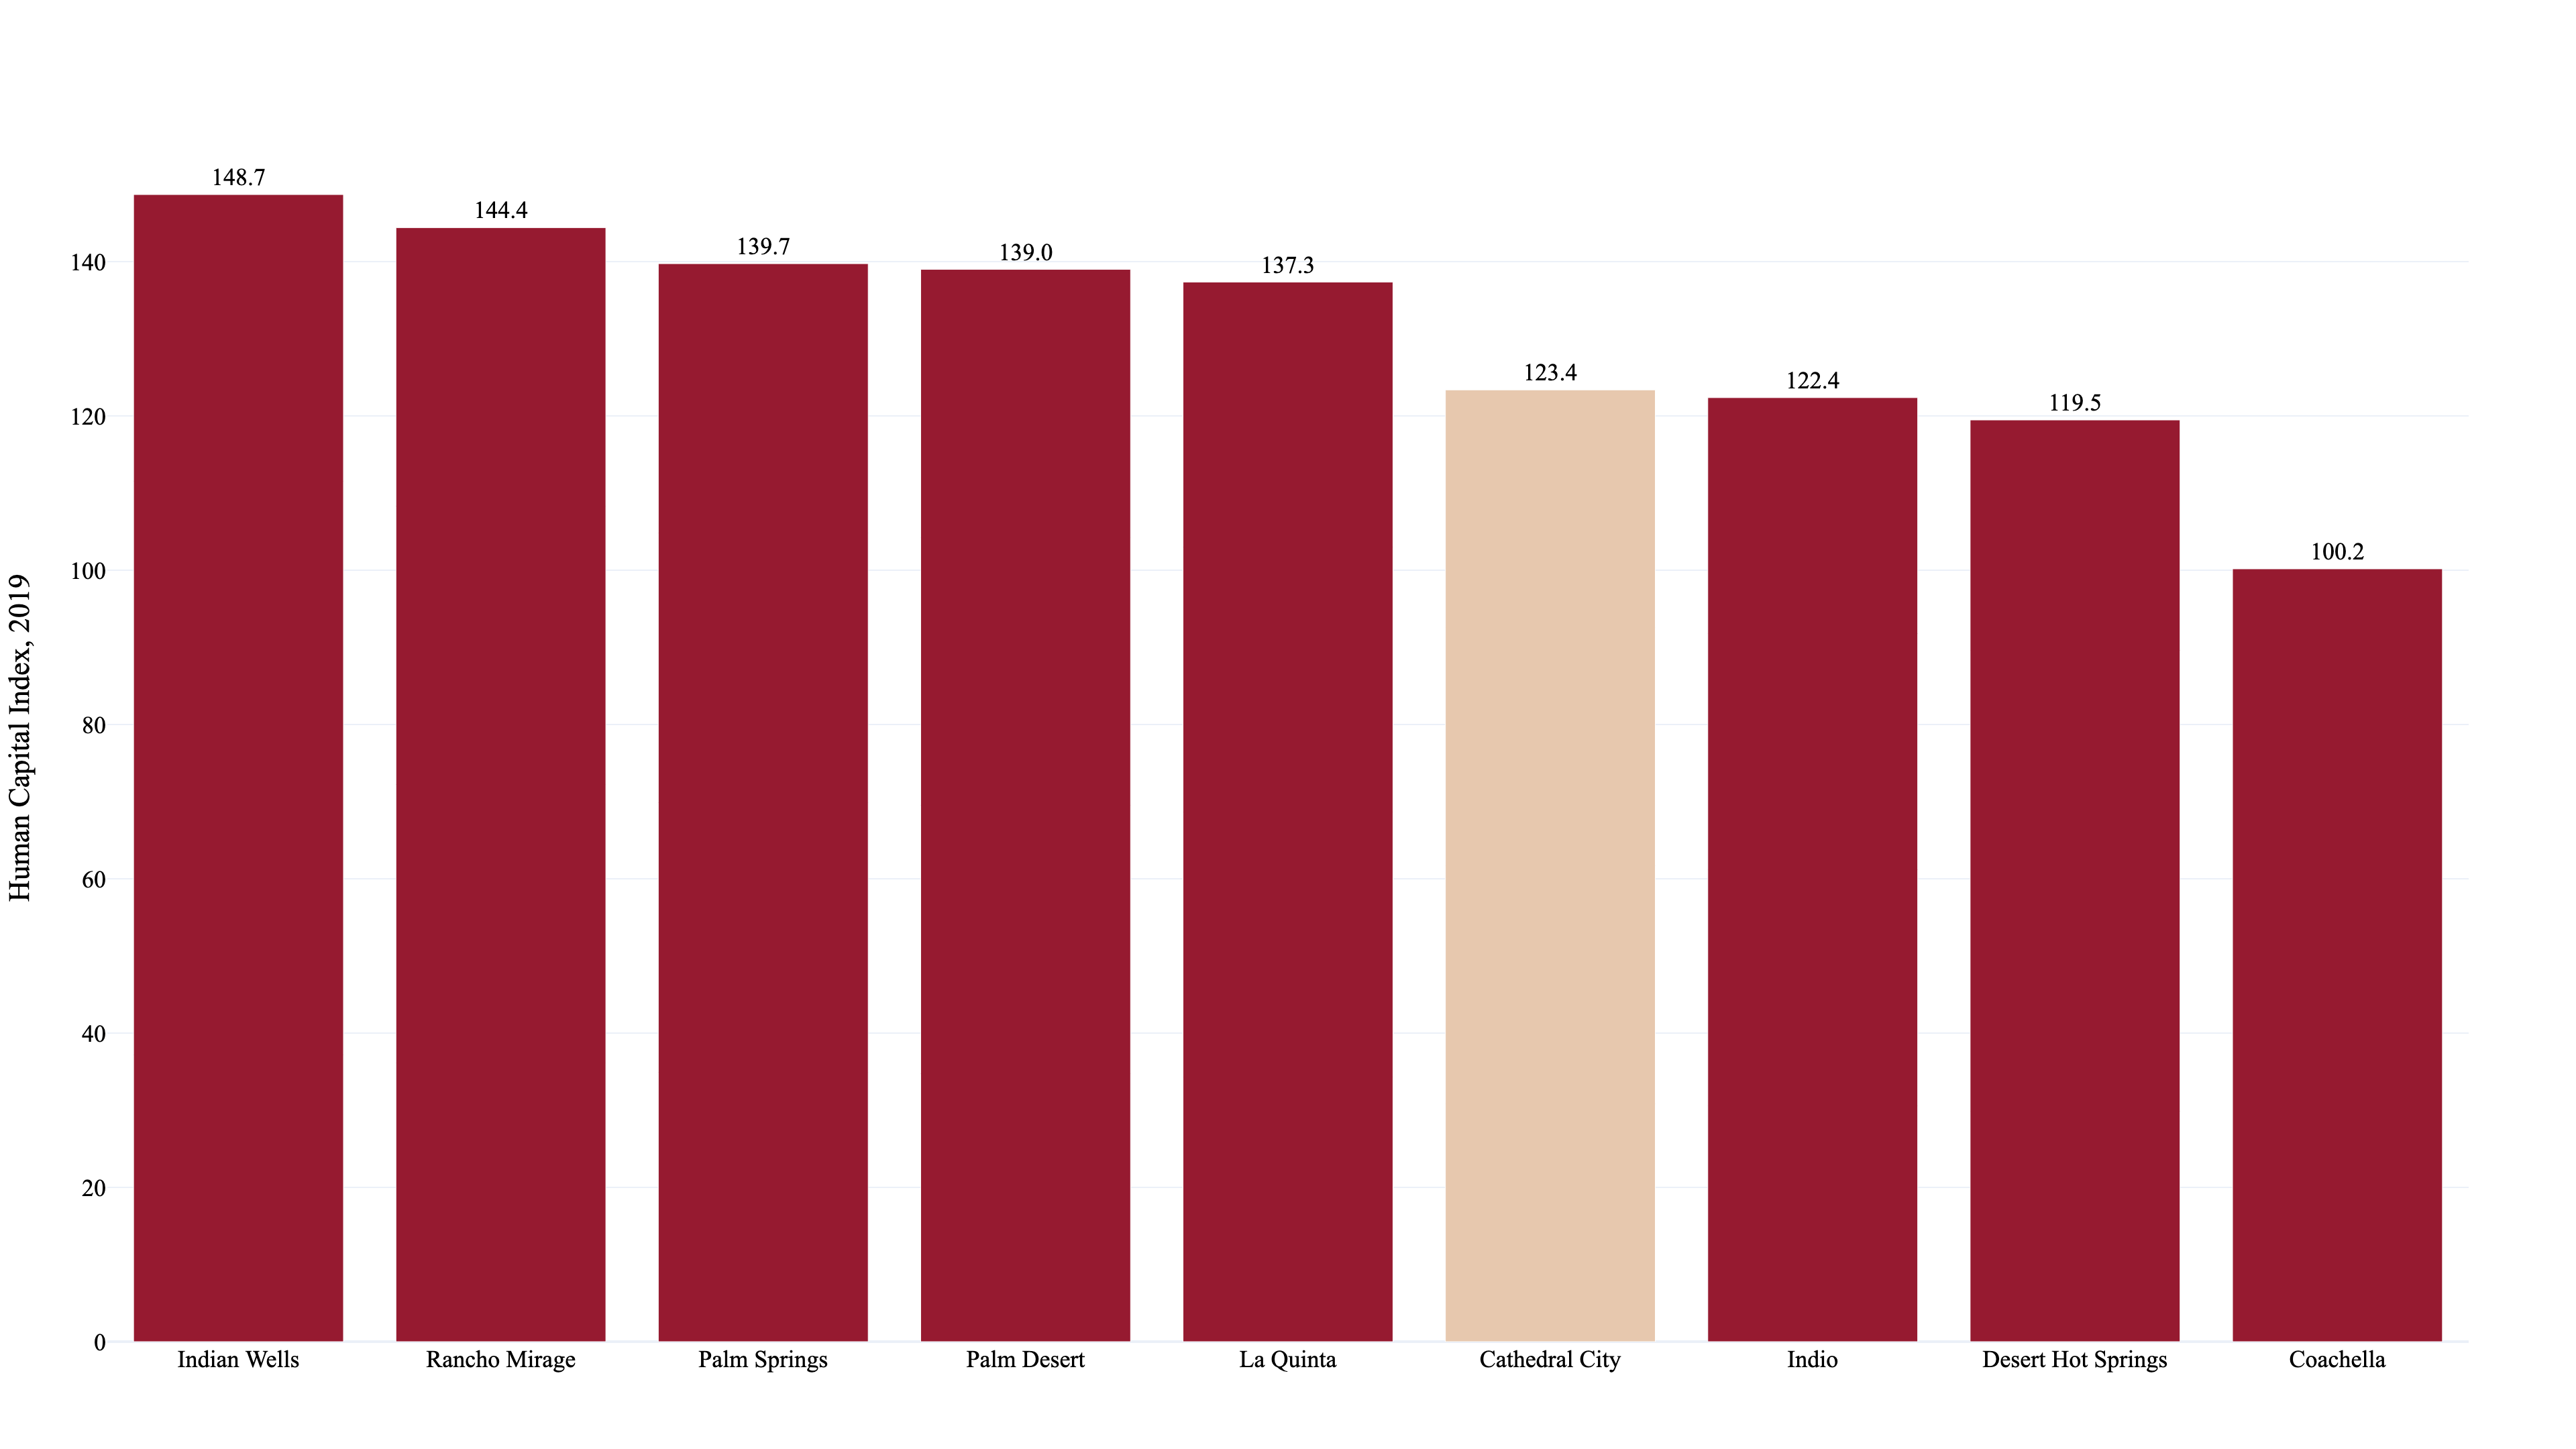 148.7
144.4
139.7
139.0
137.3
123.4
122.4
119.5
100.2
140
120
100
80
60
40
20
0
Human Capital Index, 2019
Indian Wells
Rancho Mirage
Palm Springs
Palm Desert
La Quinta
Cathedral City
Indio
Desert Hot Springs
Coachella